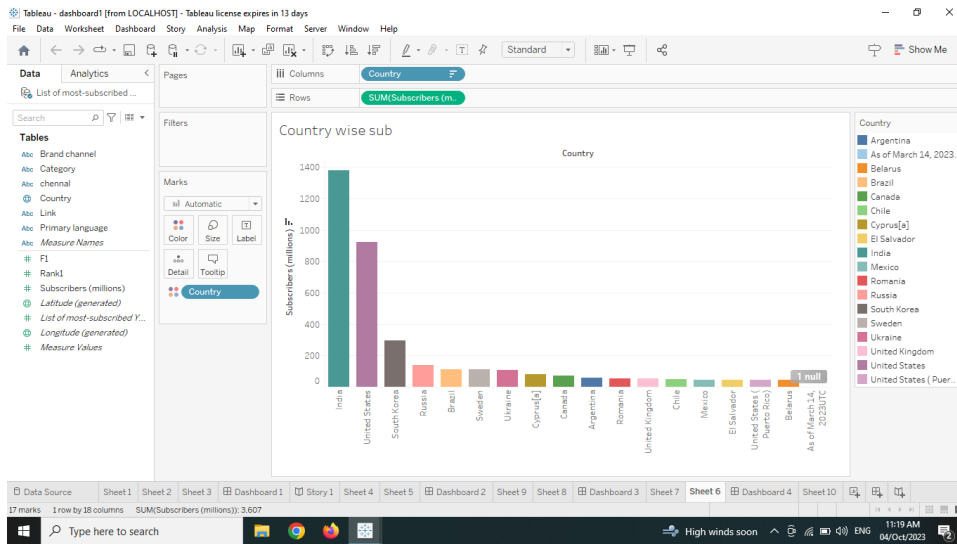 Tableau - dashboard1 [from LOCALHOST] - Tableau license expires in 13 days
File Data Worksheet Dashboard Story Analysis Map Format Server Window Help
Standard
Show Me
Data Analytics
List of most-subscribed ...
Search
Tables
Abc Brand channel
Abc Category
Abc chennal
Country
Abc Link
Abc Primary language
Abc Measure Names
# F1
# Rank1
# Subscribers (millions)
Latitude (generated)
# List of most-subscribed Y...
Longitude (generated)
# Measure Values
Pages
Filters
Marks
Automatic
Color Size Label
Detail Tooltip
Country
iii Columns Country
Rows SUM(Subscribers (m..
Country wise sub
Country
Subscribers (millions)
1400
1200
1000
800
600
400
200
0
1 null
India
United States
South Korea
Russia
Brazil
Sweden
Ukraine
Cyprus[a]
Canada
Argentina
Romania
United Kingdom
Chile
Mexico
El Salvador
United States (
Puerto Rico)
Belarus
As of March 14,
2023UTC
Country
Argentina
As of March 14, 2023.
Belarus
Brazil
Canada
Chile
Cyprus[a]
El Salvador
India
Mexico
Romania
Russia
South Korea
Sweden
Ukraine
United Kingdom
United States
United States ( Puer..
Data Source Sheet 1 Sheet 2 Sheet 3 Dashboard 1 Story 1 Sheet 4 Sheet 5 Dashboard 2 Sheet 9 Sheet 8 Dashboard 3 Sheet 7 Sheet 6 Dashboard 4 Sheet 10
17 marks 1 row by 18 columns SUM(Subscribers (millions)): 3,607
Type here to search
High winds soon
ENG
11:19 AM
04/Oct/2023
2